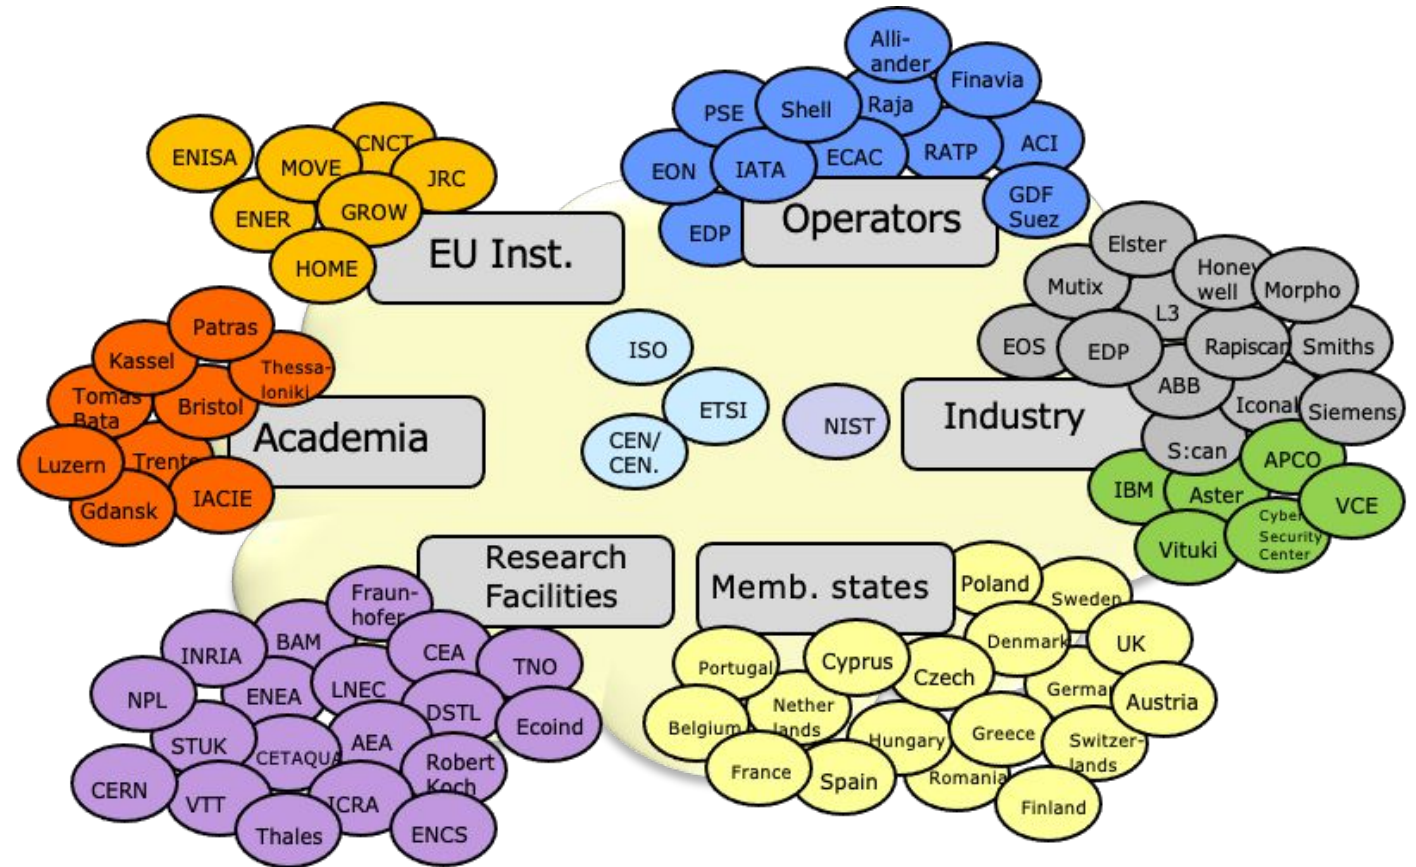 ENISA
MOVE
CNCT
JRC
ENER
GROW
HOME
EU Inst.
Alli-
ander
Finavia
PSE
Shell
Raja
EON
IATA
ECAC
RATP
ACI
EDP
GDF
Suez
Operators
Elster
Mutix
Honey
well
Morpho
L3
EOS
EDP
Rapiscan
Smiths
ABB
Iconal
Siemens
S:can
Industry
APCO
IBM
Aster
VCE
Cyber
Security
Center
Vituki
ISO
ETSI
CEN/
CEN.
NIST
Patras
Kassel
Thessa-
loniki
Tomas
Bata
Bristol
Luzern
Trento
Gdansk
IACIE
Academia
Research
Facilities
Fraun-
hofer
BAM
INRIA
CEA
TNO
NPL
ENEA
LNEC
DSTL
Ecoind
STUK
CETAQUA
AEA
Robert
Koch
CERN
VTT
ICRA
Thales
ENCS
Memb. states
Poland
Sweden
Denmark
UK
Portugal
Cyprus
Czech
German
Austria
Belgium
Nether
lands
Hungary
Greece
Switzer-
lands
France
Spain
Romania
Finland